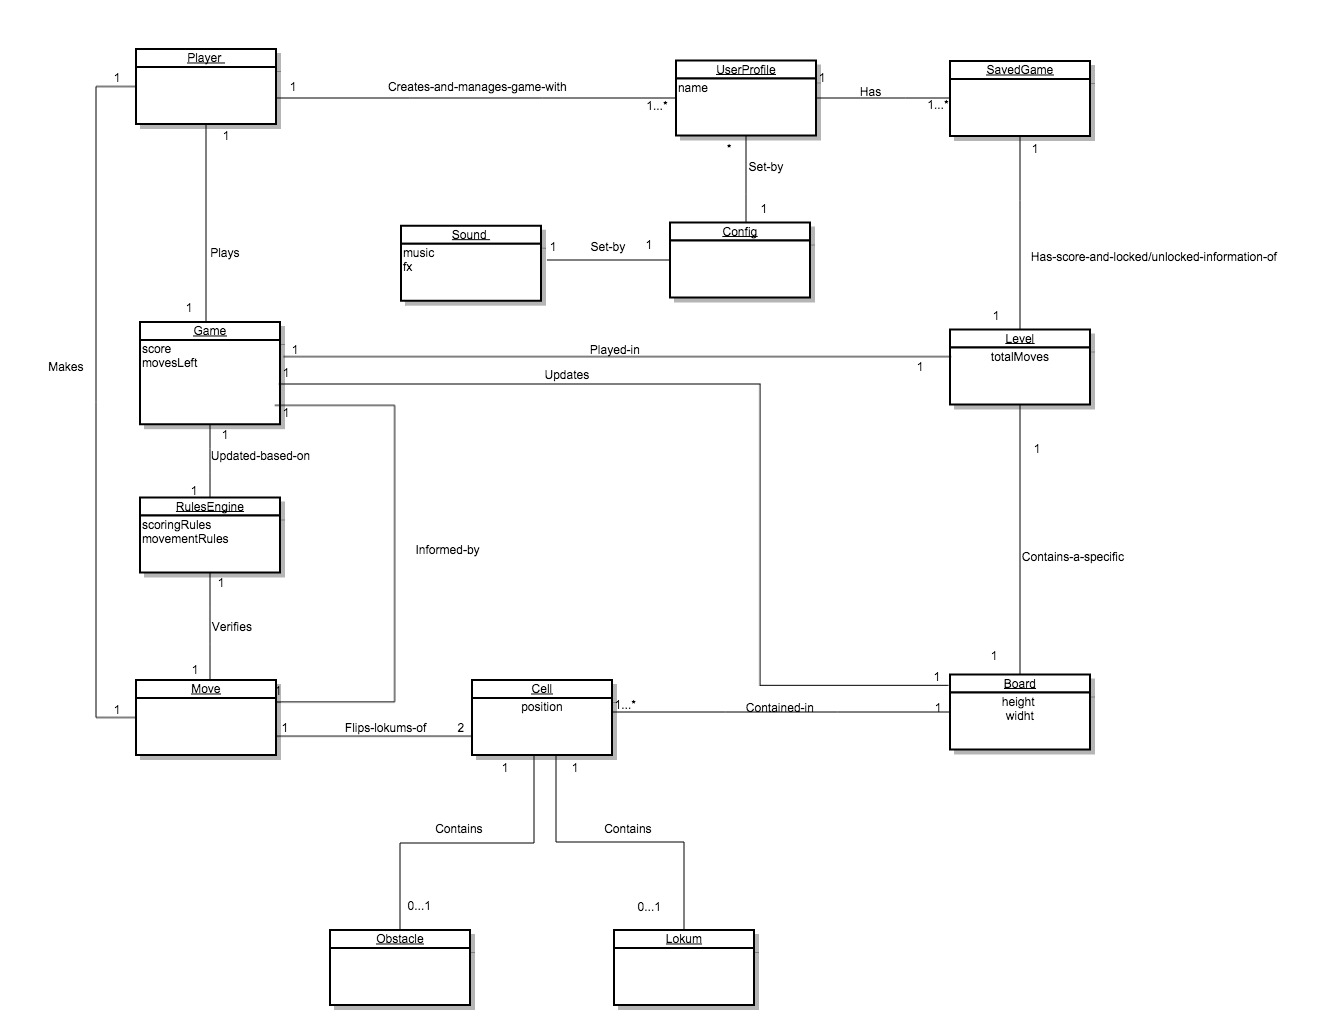 Player
UserProfile
name
SavedGame
1
1
Creates-and-manages-game-with
1...*
1
Has
1...*
1
1
*
Set-by
1
Sound
music
fx
1
Set-by
1
Config
Plays
Has-score-and-locked/unlocked-information-of
1
1
Game
score
movesLeft
1
Played-in
1
Level
totalMoves
Makes
1
Updates
1
1
Updated-based-on
1
1
RulesEngine
scoringRules
movementRules
Informed-by
Contains-a-specific
1
Verifies
1
1
Move
1
1
1
Flips-lokums-of
2
Cell
position
1...*
Contained-in
1
1
Board
height
widht
1
1
Contains
Contains
0...1
0...1
Obstacle
Lokum